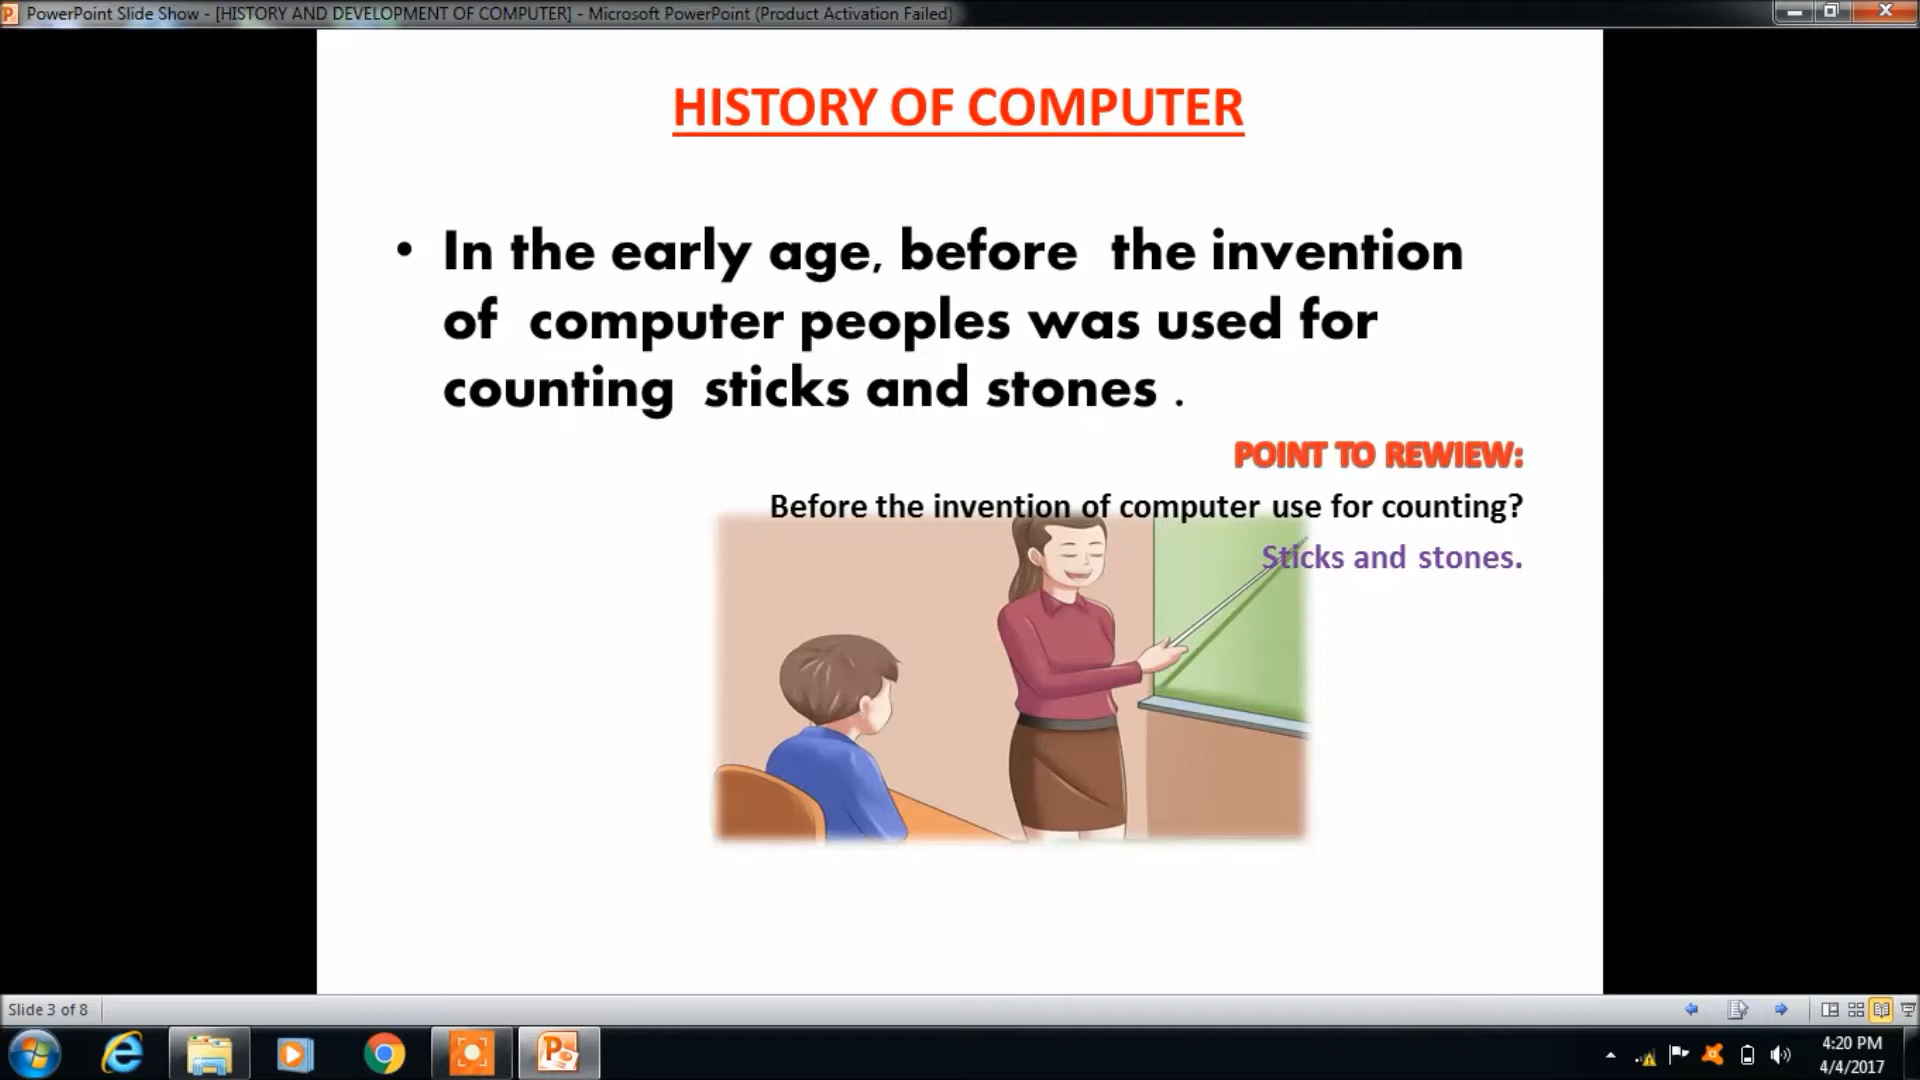 PowerPoint Slide Show - [HISTORY AND DEVELOPMENT OF COMPUTER] - Microsoft PowerPoint (Product Activation Failed)
HISTORY OF COMPUTER
• In the early age, before the invention
of computer peoples was used for
counting sticks and stones .
POINT TO REWIEW:
Before the invention of computer use for counting?
Sticks and stones.
Slide 3 of 8
4:20 PM
4/4/2017